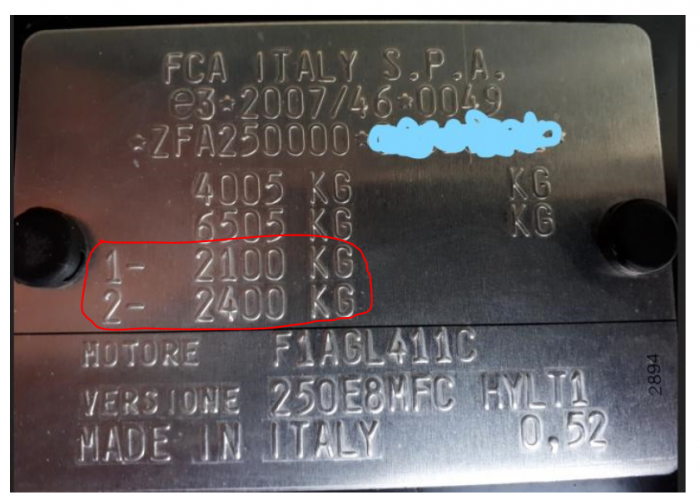 FCA ITALY S.P.A.
e3*2007/46*0049
*ZFA250000*
4005 KG KG
6505 KG KG
1- 2100 KG
2- 2400 KG
MOTORE F1AGL411C
VERSIONE 250E8MFC HYLT1
MADE IN ITALY 0,52
2894